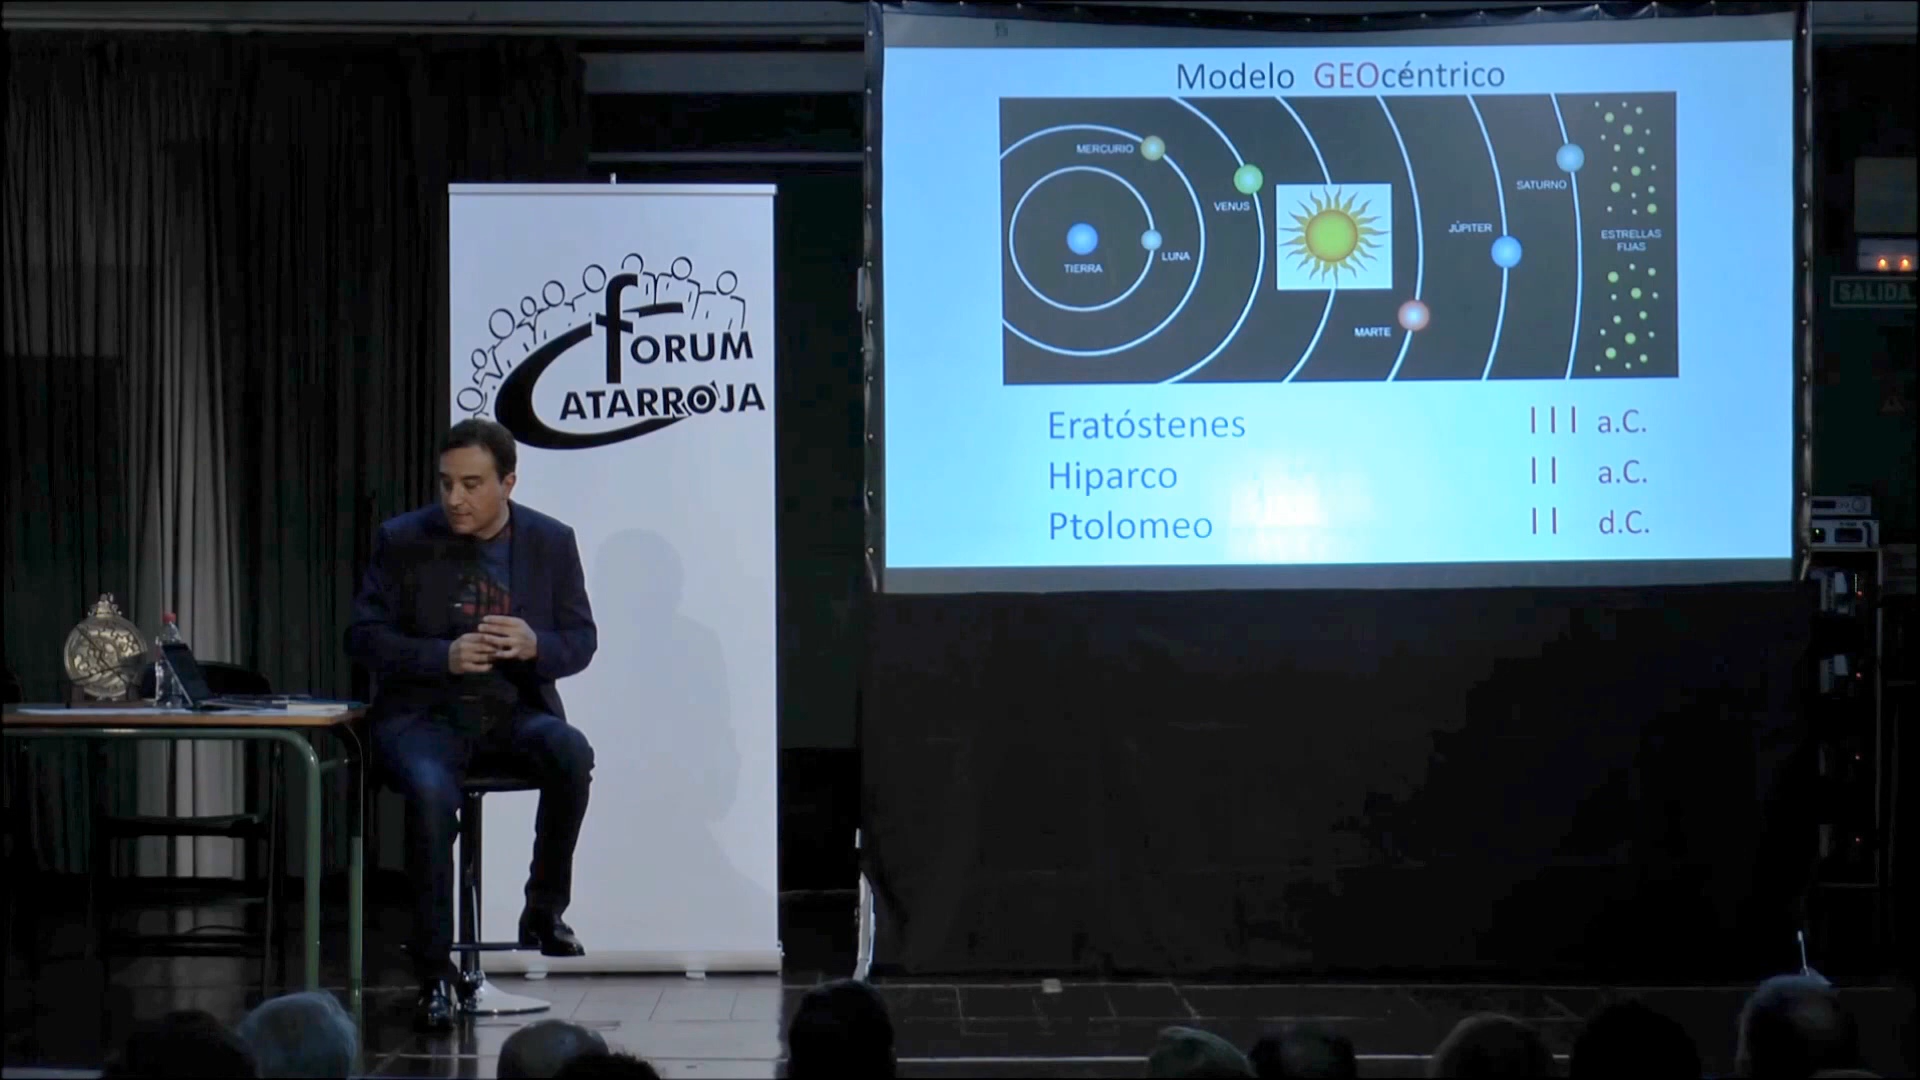 Modelo GEOcéntrico
MERCURIO
VENUS
LUNA
TIERRA
MARTE
JÚPITER
SATURNO
ESTRELLAS
FIJAS
Eratóstenes III a.C.
Hiparco II a.C.
Ptolomeo II d.C.
FORUM
CATARROJA
SALIDA